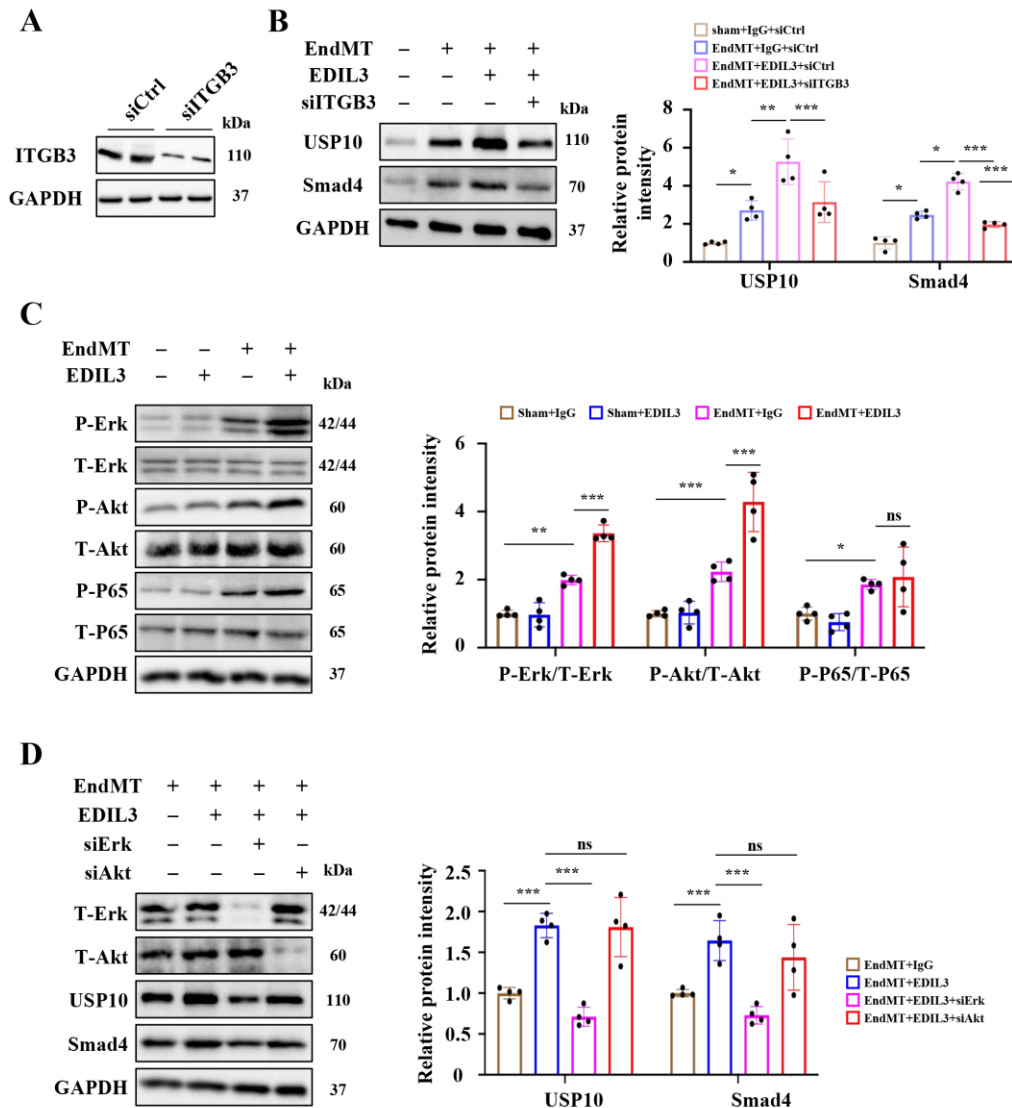 A
siCtrl siITGB3
kDa
ITGB3 110
GAPDH 37
B
EndMT – + + +
EDIL3 + +
siITGB3 + kDa
USP10 110
Smad4 70
GAPDH 37
sham+IgG+siCtrl
EndMT+IgG+siCtrl
EndMT+EDIL3+siCtrl
EndMT+EDIL3+siITGB3
Relative protein
intensity
8
6
4
2
0
* ** ***
* * *** ***
USP10 Smad4
C
EndMT – – + +
EDIL3 – + – +
kDa
P-Erk 42/44
T-Erk 42/44
P-Akt 60
T-Akt 60
P-P65 65
T-P65 65
GAPDH 37
Sham+IgG Sham+EDIL3 EndMT+IgG EndMT+EDIL3
Relative protein intensity
6
4
2
0
** ***
*** ***
* ns
P-Erk/T-Erk P-Akt/T-Akt P-P65/T-P65
D
EndMT + + + +
EDIL3 – + + +
siErk – – + –
siAkt – – – + kDa
T-Erk 42/44
T-Akt 60
USP10 110
Smad4 70
GAPDH 37
Relative protein intensity
2.5
2.0
1.5
1.0
0.5
0
*** *** ns
*** *** ns
USP10 Smad4
EndMT+IgG
EndMT+EDIL3
EndMT+EDIL3+siErk
EndMT+EDIL3+siAkt